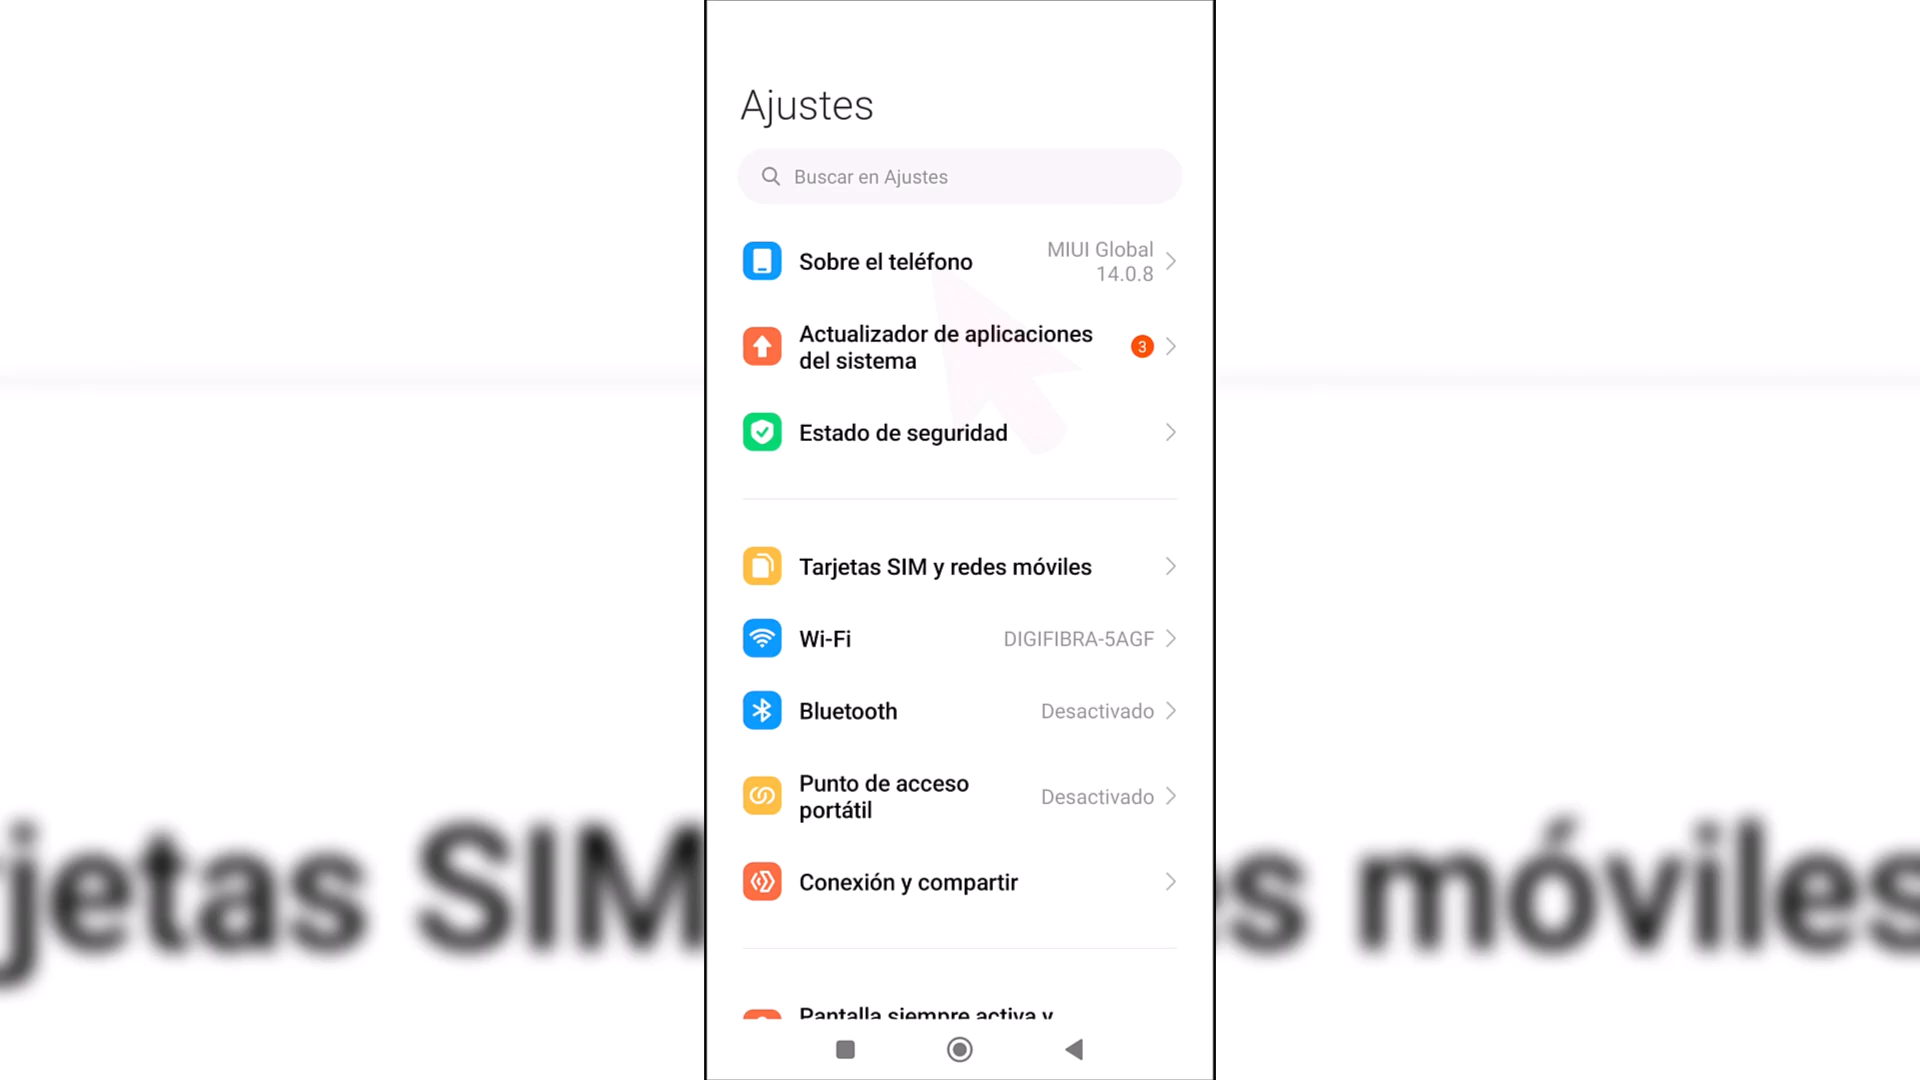 Ajustes
Buscar en Ajustes
Sobre el teléfono
MIUI Global
14.0.8
Actualizador de aplicaciones
del sistema
3
Estado de seguridad
Tarjetas SIM y redes móviles
Wi-Fi
DIGIFIBRA-5AGF
Bluetooth
Desactivado
Punto de acceso
portátil
Desactivado
Conexión y compartir
Pantalla siempre activa y
jetas SIM
es móviles